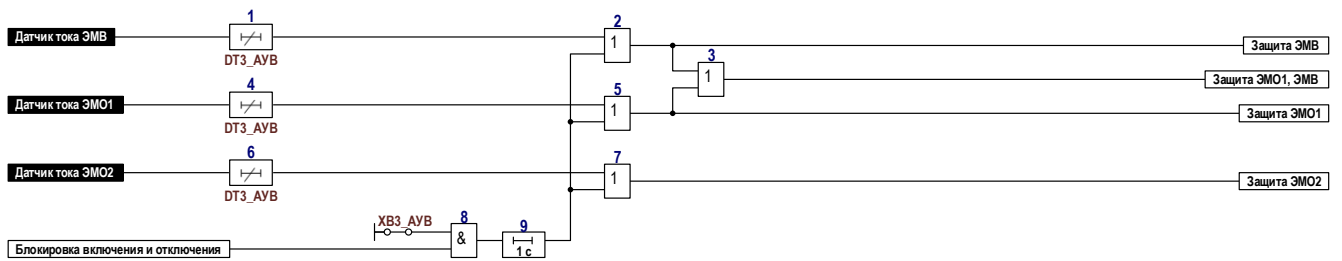 1
2
Датчик тока ЭМВ
1
Защита ЭМВ
DT3_АУВ
3
1
Защита ЭМО1, ЭМВ
4
5
Датчик тока ЭМО1
1
Защита ЭМО1
DT3_АУВ
6
7
Датчик тока ЭМО2
1
Защита ЭМО2
DT3_АУВ
XB3_АУВ
8
9
&
1 с
Блокировка включения и отключения